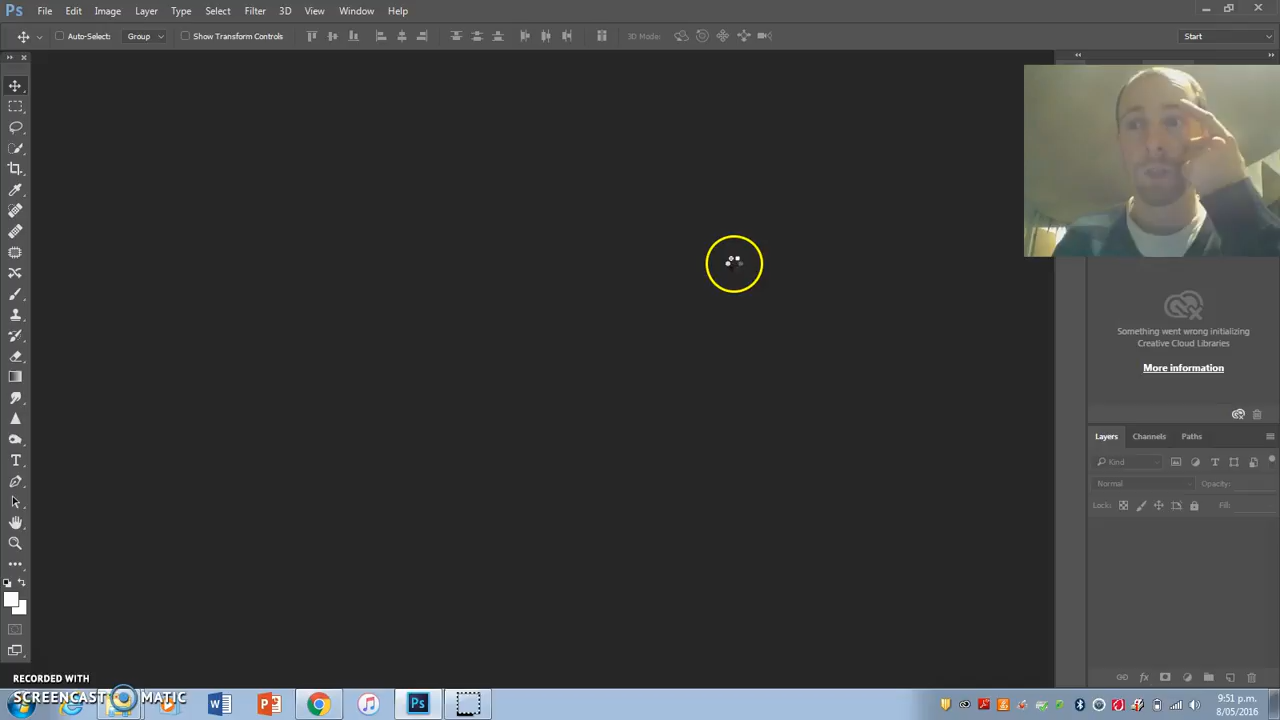 Ps File Edit Image Layer Type Select Filter 3D View Window Help
Auto-Select: Group Show Transform Controls 3D Mode: Start
Something went wrong initializing
Creative Cloud Libraries
More information
Layers Channels Paths
Kind
Normal Opacity:
Lock: Fill:
RECORDED WITH
SCREENCAST MATIC
9:51 p.m.
8/05/2016